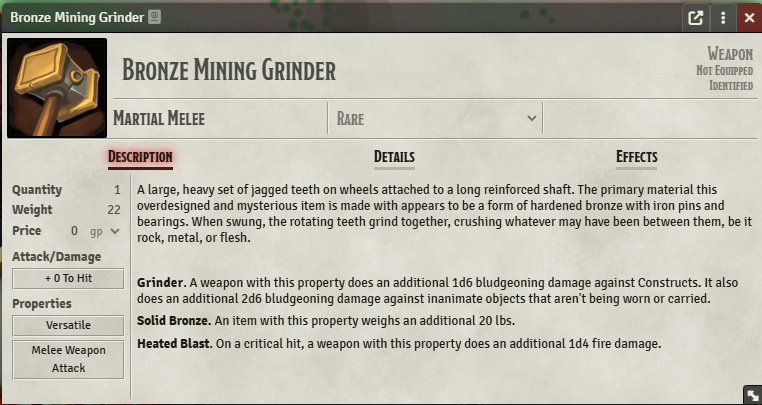 Bronze Mining Grinder
Bronze Mining Grinder
Weapon
Not Equipped
Identified
Martial Melee
Rare
Description
Details
Effects
Quantity 1
Weight 22
Price 0 gp
Attack/Damage
+ 0 To Hit
Properties
Versatile
Melee Weapon
Attack
A large, heavy set of jagged teeth on wheels attached to a long reinforced shaft. The primary material this
overdesigned and mysterious item is made with appears to be a form of hardened bronze with iron pins and
bearings. When swung, the rotating teeth grind together, crushing whatever may have been between them, be it
rock, metal, or flesh.
Grinder. A weapon with this property does an additional 1d6 bludgeoning damage against Constructs. It also
does an additional 2d6 bludgeoning damage against inanimate objects that aren't being worn or carried.
Solid Bronze. An item with this property weighs an additional 20 lbs.
Heated Blast. On a critical hit, a weapon with this property does an additional 1d4 fire damage.